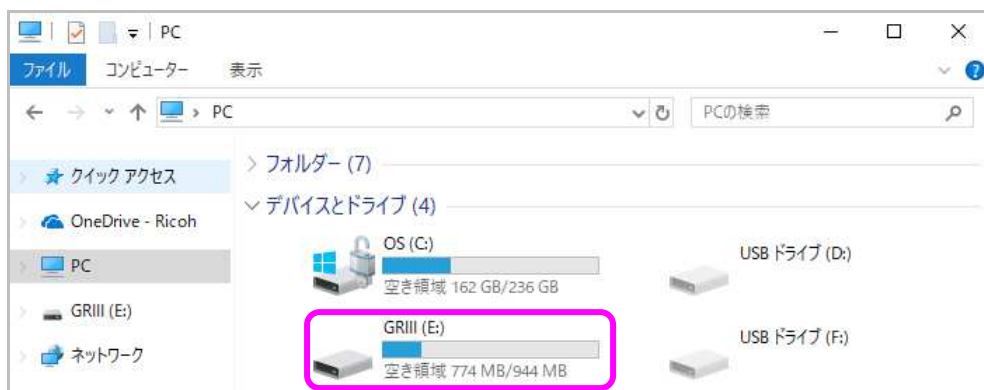 PC
ファイル コンピューター 表示
PC PCの検索
クイック アクセス
OneDrive - Ricoh
PC
GRIII (E:)
ネットワーク
フォルダー (7)
デバイスとドライブ (4)
OS (C:)
空き領域 162 GB/236 GB
USB ドライブ (D:)
GRIII (E:)
空き領域 774 MB/944 MB
USB ドライブ (F:)